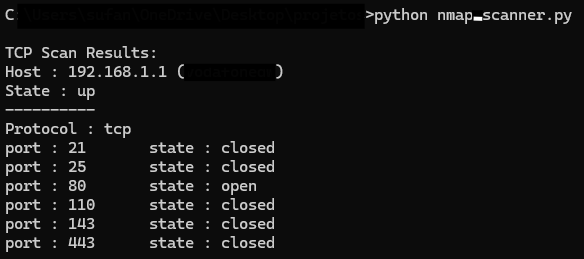 C >python nmap_scanner.py
TCP Scan Results:
Host : 192.168.1.1 ( )
State : up
----------
Protocol : tcp
port : 21 state : closed
port : 25 state : closed
port : 80 state : open
port : 110 state : closed
port : 143 state : closed
port : 443 state : closed